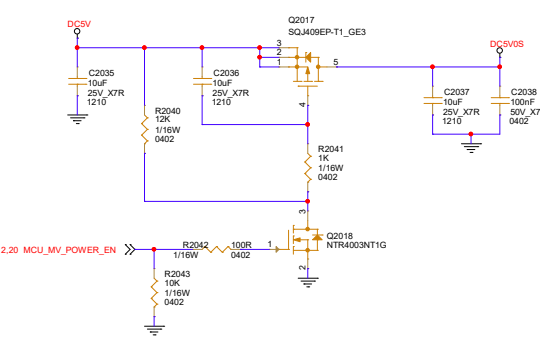 Q2017
SQJ409EP-T1_GE3
DC5V
DC5V0S
3
2
1
5
4
C2035
10uF
25V_X7R
1210
C2036
10uF
25V_X7R
1210
C2037
10uF
25V_X7R
1210
C2038
100nF
50V_X7
0402
R2040
12K
1/16W
0402
R2041
1K
1/16W
0402
3
Q2018
NTR4003NT1G
1
2
2,20 MCU_MV_POWER_EN
R2042 100R
1/16W 0402
R2043
10K
1/16W
0402